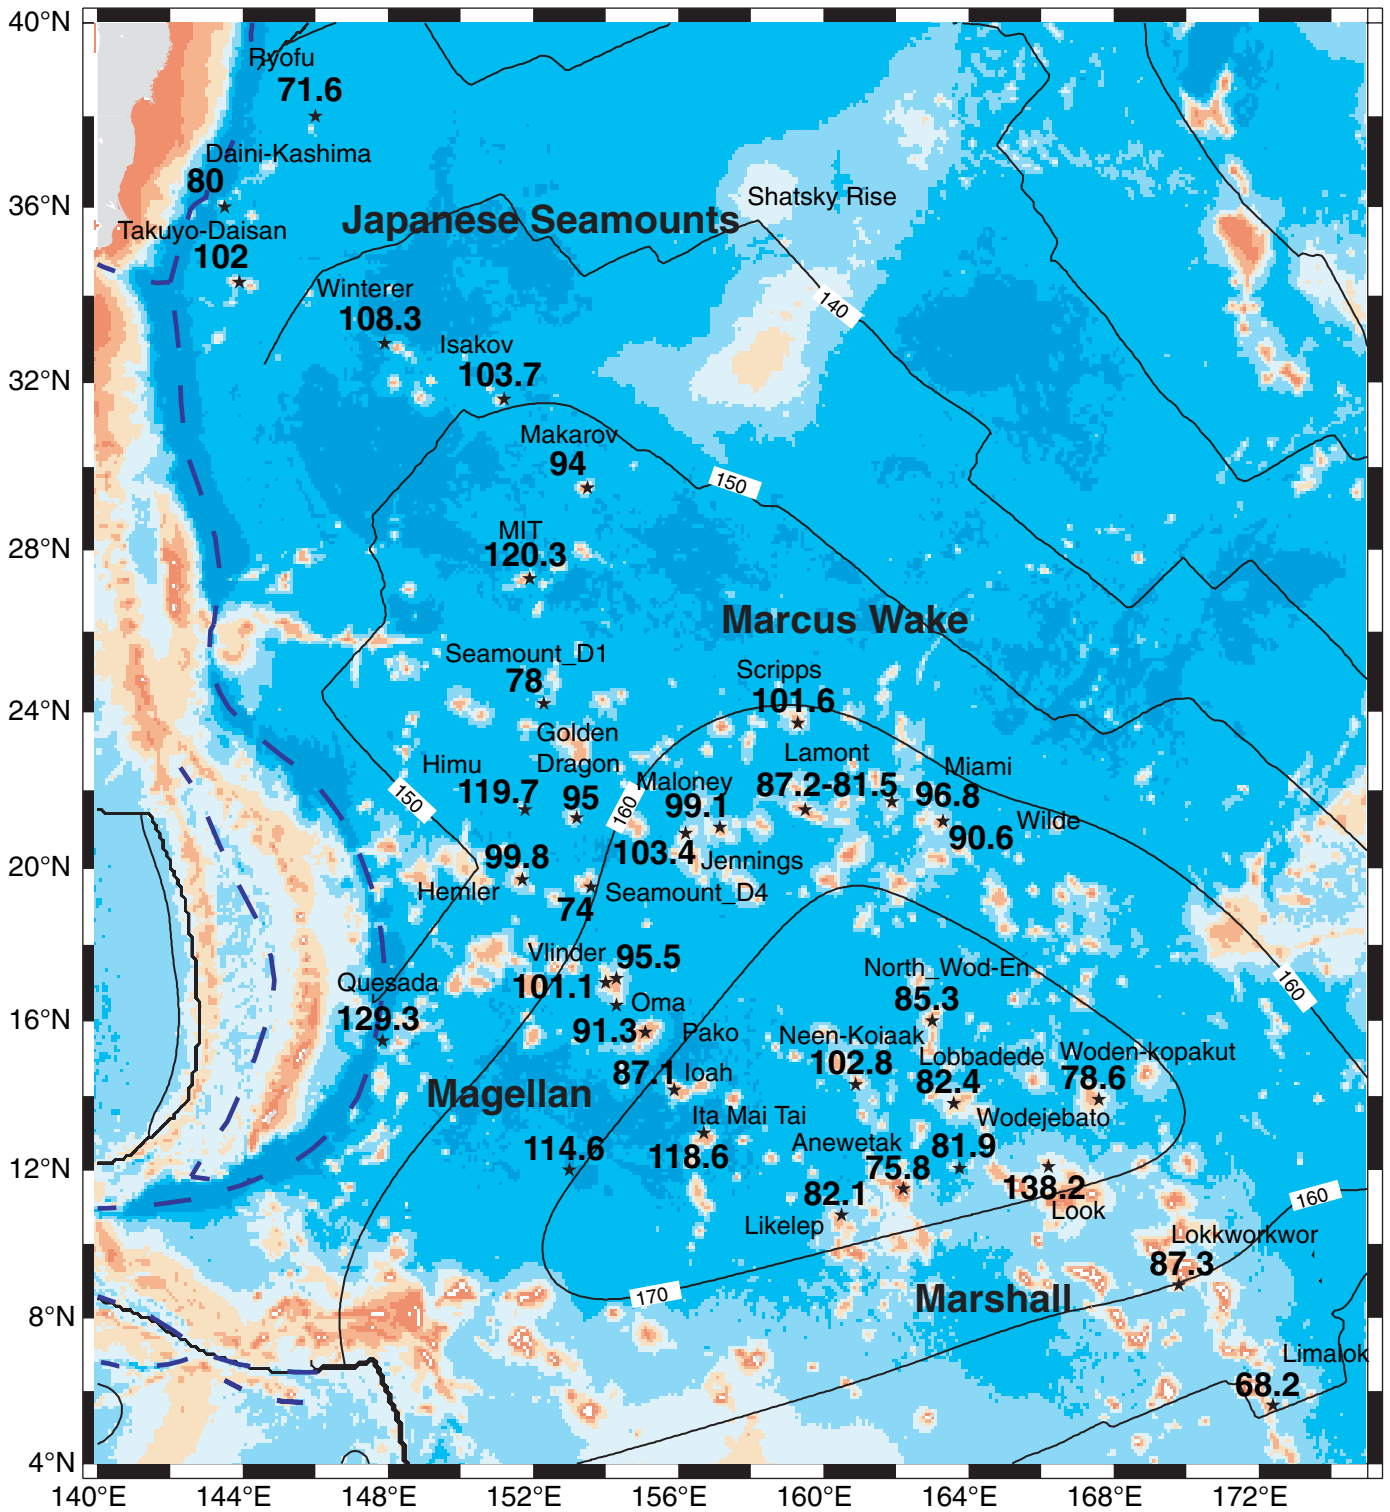 40°N
Ryofu
71.6
Daini-Kashima
80
36°N
Shatsky Rise
Japanese Seamounts
Takuyo-Daisan
102
Winterer
108.3
140
Isakov
103.7
32°N
Makarov
94
150
MIT
120.3
28°N
Marcus Wake
Seamount_D1
78
Scripps
101.6
24°N
Golden
Dragon
95
Himu
119.7
Lamont
87.2-81.5
Miami
96.8
Maloney
99.1
150
160
Wilde
90.6
103.4
Jennings
20°N
99.8
Hemler
Seamount_D4
74
Vlinder
95.5
101.1
North_Wod-En
85.3
Quesada
129.3
160
Oma
91.3
16°N
Pako
Neen-Koiaak
102.8
Lobbadede
82.4
Woden-kopakut
78.6
87.1
Ioah
Magellan
Ita Mai Tai
118.6
Wodejebato
81.9
114.6
Anewetak
75.8
12°N
82.1
Likelep
138.2
Look
160
Lokkworkwor
87.3
170
Marshall
8°N
Limalok
68.2
4°N
140°E
144°E
148°E
152°E
156°E
160°E
164°E
168°E
172°E